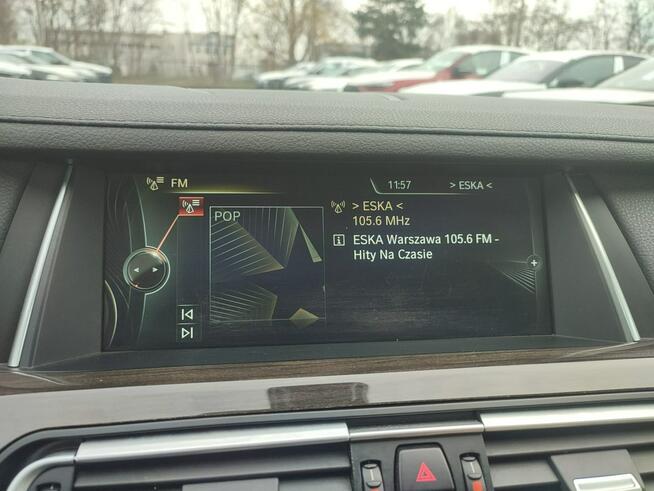 FM
11:57
> ESKA <
POP
> ESKA <
105.6 MHz
ESKA Warszawa 105.6 FM -
Hity Na Czasie